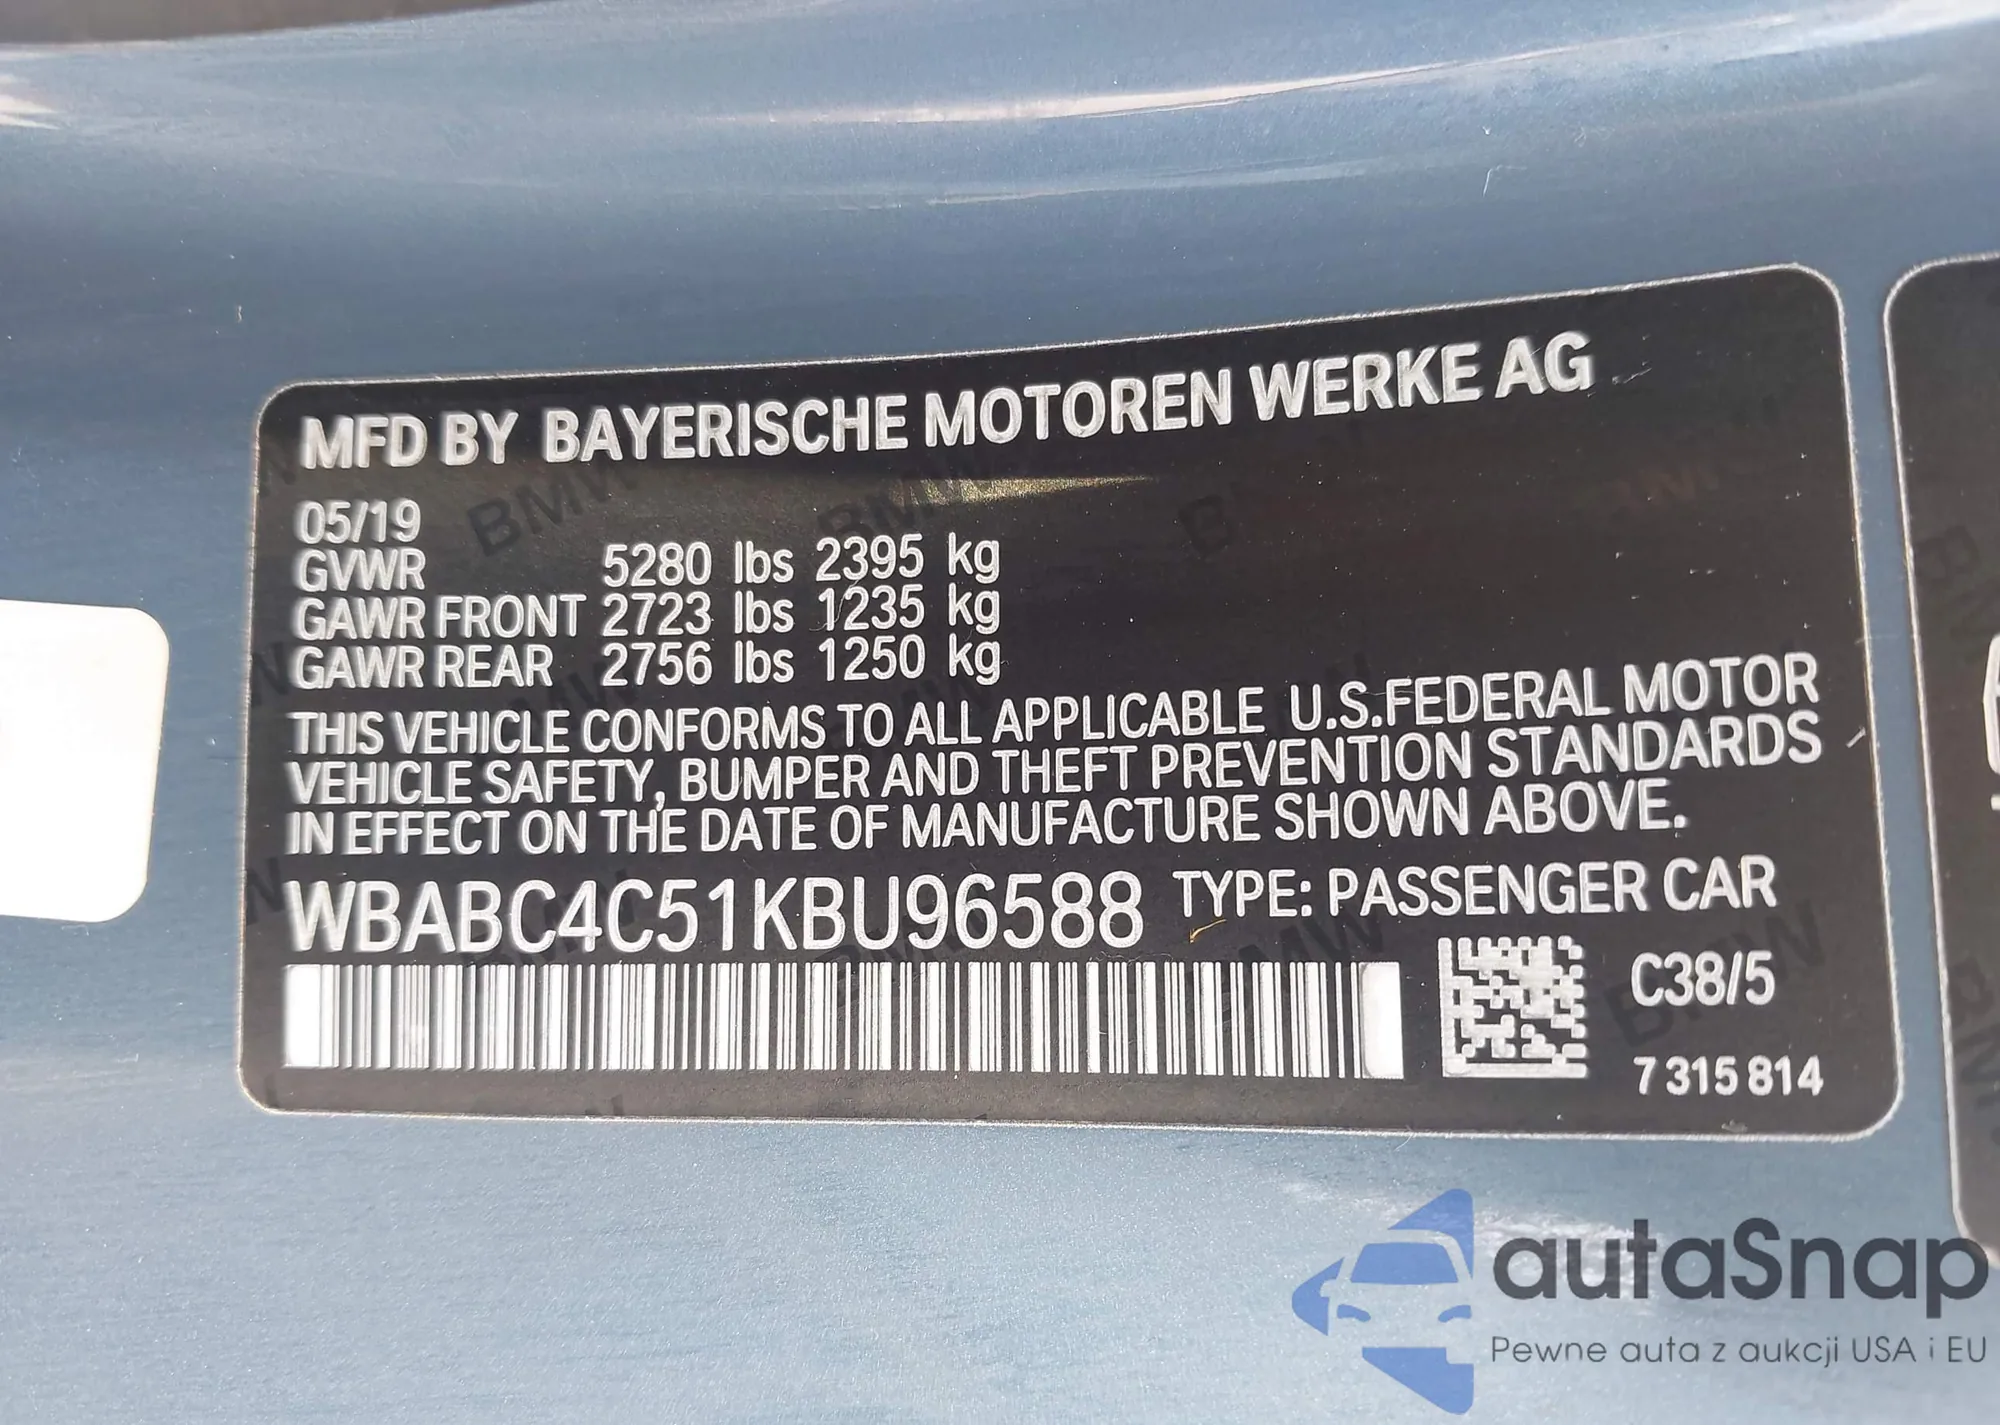 MFD BY BAYERISCHE MOTOREN WERKE AG
05/19
GVWR 5280 lbs 2395 kg
GAWR FRONT 2723 lbs 1235 kg
GAWR REAR 2756 lbs 1250 kg
THIS VEHICLE CONFORMS TO ALL APPLICABLE U.S.FEDERAL MOTOR
VEHICLE SAFETY, BUMPER AND THEFT PREVENTION STANDARDS
IN EFFECT ON THE DATE OF MANUFACTURE SHOWN ABOVE.
WBABC4C51KBU96588 TYPE: PASSENGER CAR
C38/5
7 315 814
autaSnap
Pewne auta z aukcji USA i EU